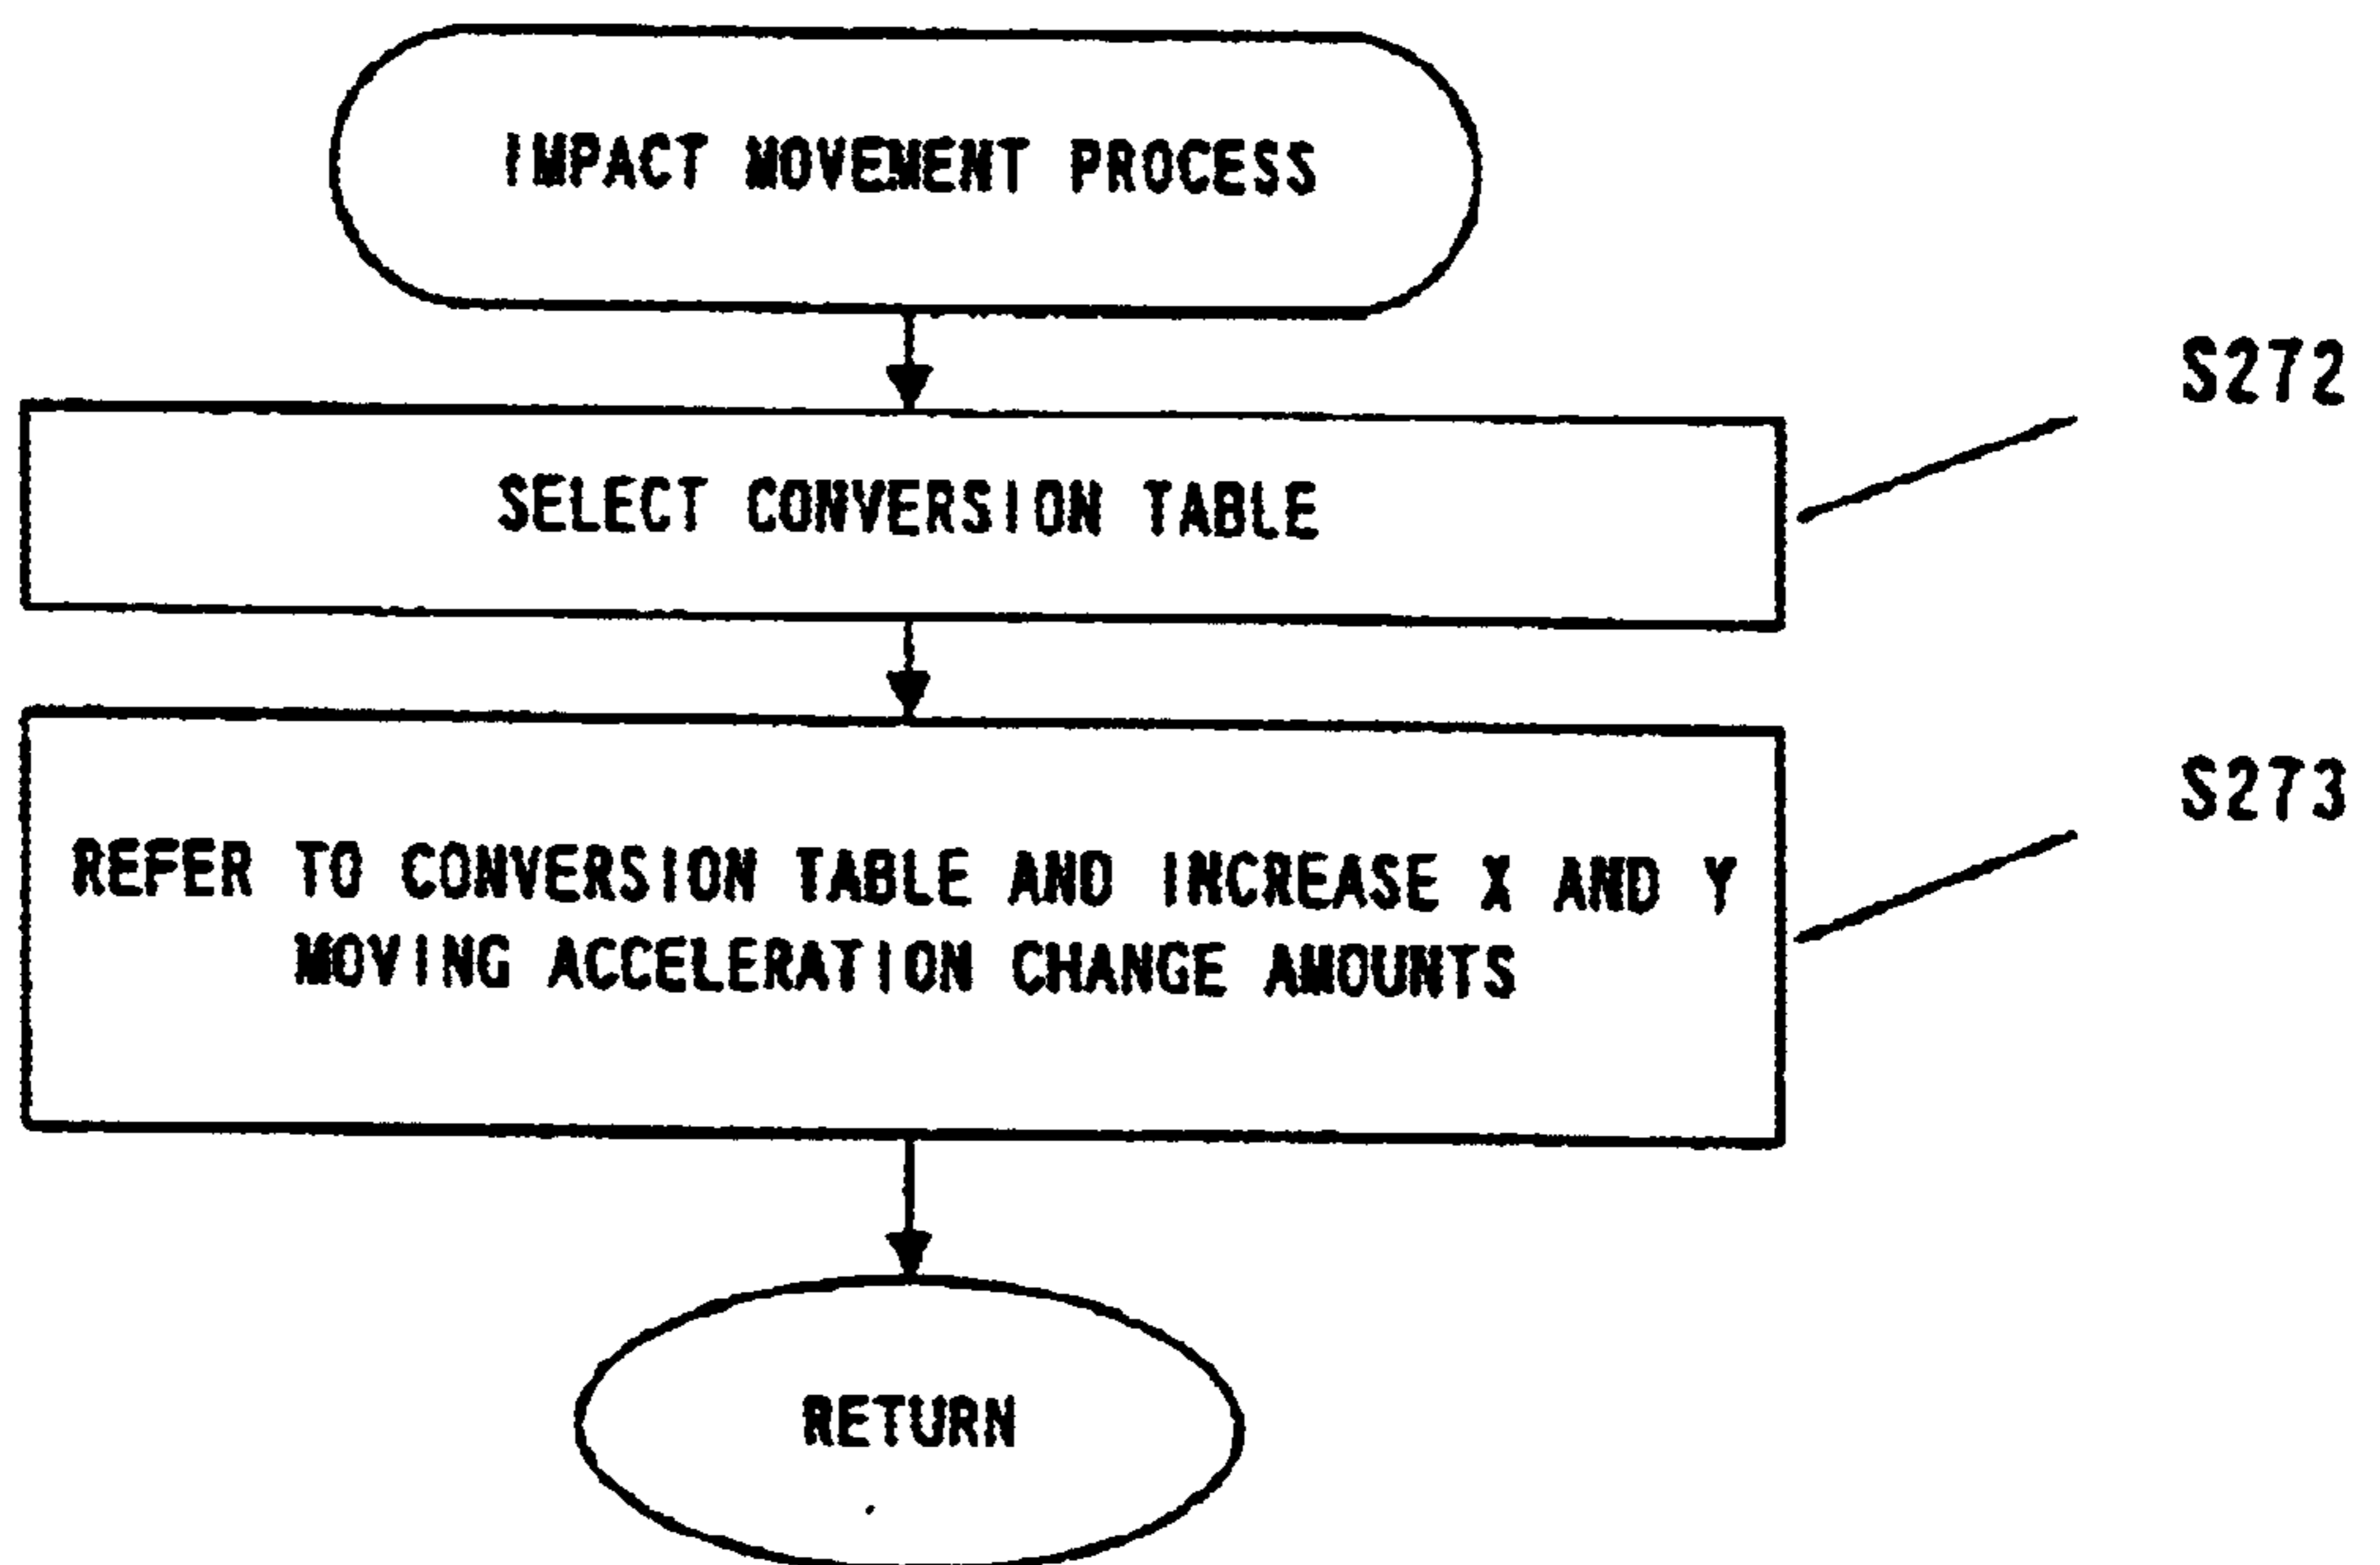 IMPACT MOVEMENT PROCESS
S272
SELECT CONVERSION TABLE
S273
REFER TO CONVERSION TABLE AND INCREASE X AND Y
MOVING ACCELERATION CHANGE AMOUNTS
RETURN